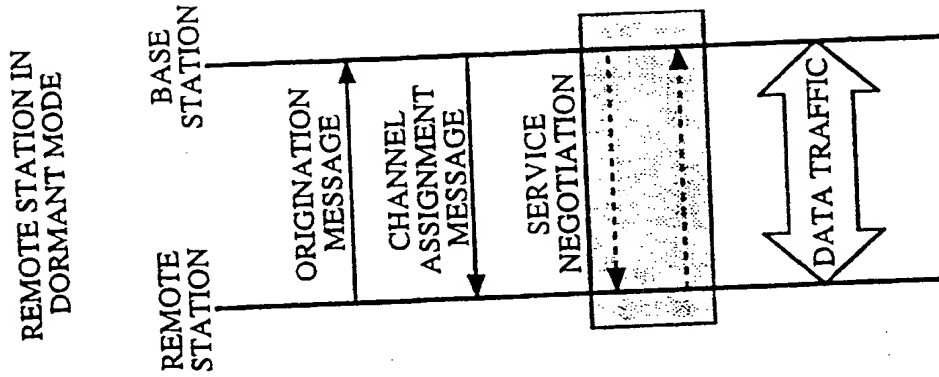 REMOTE STATION IN
DORMANT MODE
REMOTE
STATION
BASE
STATION
ORIGINATION
MESSAGE
CHANNEL
ASSIGNMENT
MESSAGE
SERVICE
NEGOTIATION
DATA TRAFFIC